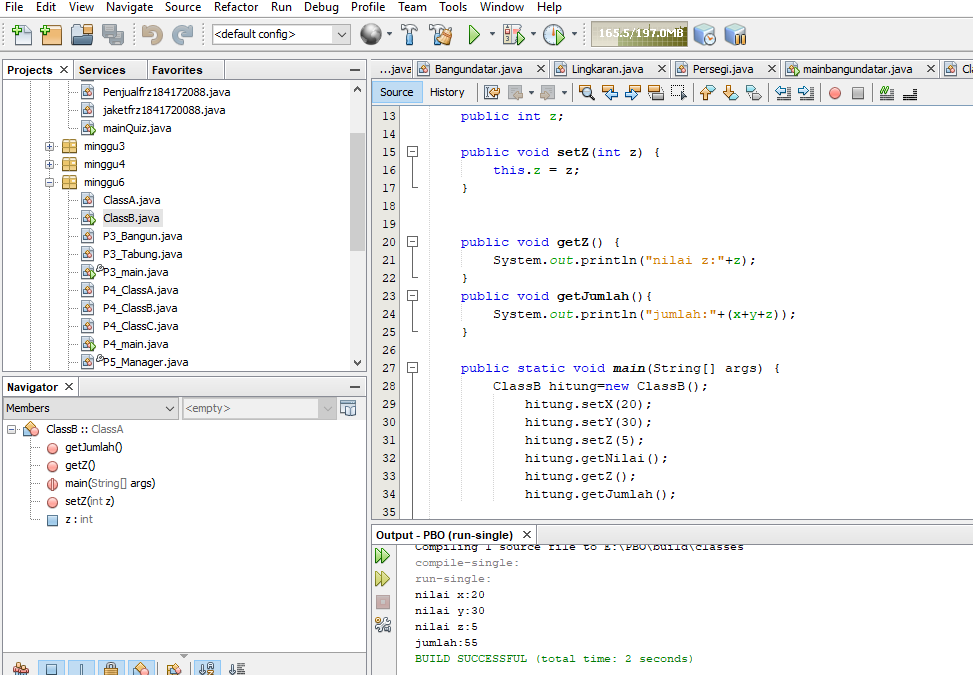 File Edit View Navigate Source Refactor Run Debug Profile Team Tools Window Help
<default config> 165.5/197.0MB
Projects Services Favorites
Penjualfrz184172088.java
jaketfrz1841720088.java
mainQuiz.java
minggu3
minggu4
minggu6
ClassA.java
ClassB.java
P3_Bangun.java
P3_Tabung.java
P3_main.java
P4_ClassA.java
P4_ClassB.java
P4_ClassC.java
P4_main.java
P5_Manager.java
Navigator
Members <empty>
ClassB :: ClassA
getJumlah()
getZ()
main(String[] args)
setZ(int z)
z : int
...java Bangundatar.java Lingkaran.java Persegi.java mainbangundatar.java Cl
Source History
13 public int z;
14
15 public void setZ(int z) {
16 this.z = z;
17 }
18
19
20 public void getZ() {
21 System.out.println("nilai z:"+z);
22 }
23 public void getJumlah(){
24 System.out.println("jumlah:"+(x+y+z));
25 }
26
27 public static void main(String[] args) {
28 ClassB hitung=new ClassB();
29 hitung.setX(20);
30 hitung.setY(30);
31 hitung.setZ(5);
32 hitung.getNilai();
33 hitung.getZ();
34 hitung.getJumlah();
35
Output - PBO (run-single)
Compiling 1 source file to E:\PBO\build\classes
compile-single:
run-single:
nilai x:20
nilai y:30
nilai z:5
jumlah:55
BUILD SUCCESSFUL (total time: 2 seconds)